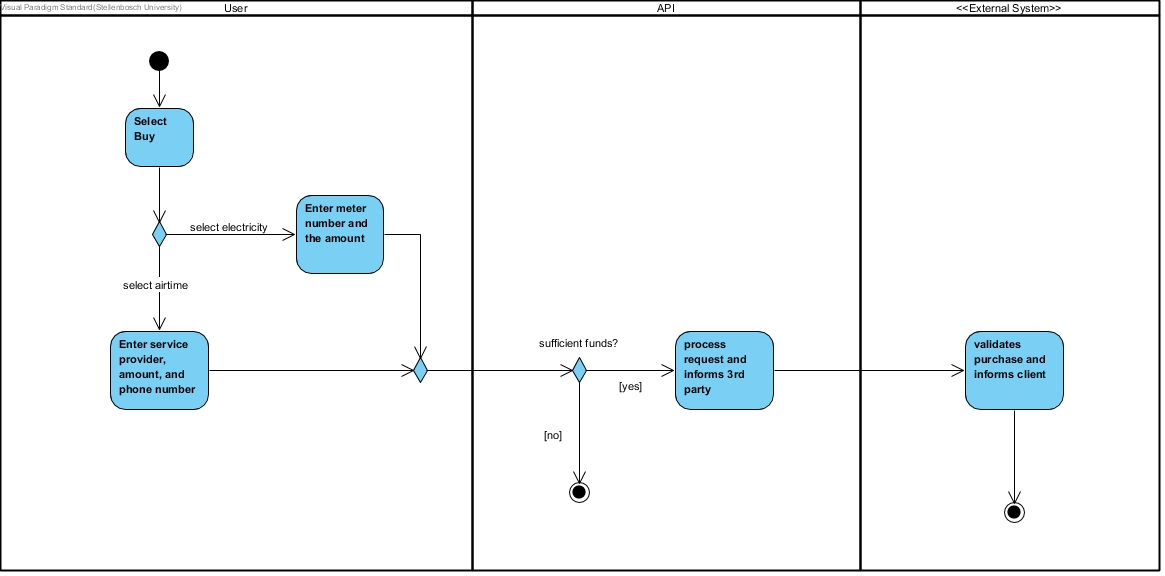 Visual Paradigm Standard(Stellenbosch University)
User
API
<<External System>>
Select
Buy
select electricity
Enter meter
number and
the amount
select airtime
Enter service
provider,
amount, and
phone number
sufficient funds?
[yes]
[no]
process
request and
informs 3rd
party
validates
purchase and
informs client